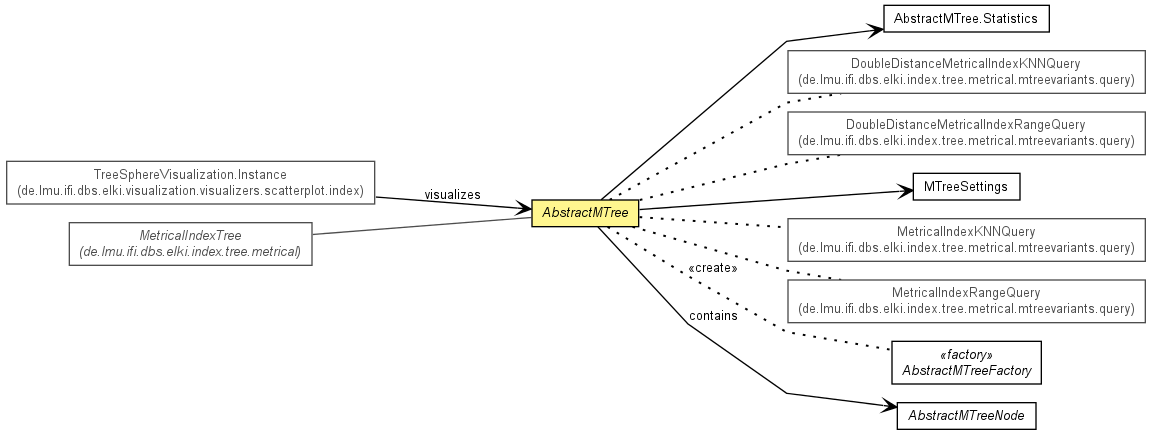 AbstractMTree.Statistics
DoubleDistanceMetricalIndexKNNQuery
(de.lmu.ifi.dbs.elki.index.tree.metrical.mtreevariants.query)
DoubleDistanceMetricalIndexRangeQuery
(de.lmu.ifi.dbs.elki.index.tree.metrical.mtreevariants.query)
TreeSphereVisualization.Instance
(de.lmu.ifi.dbs.elki.visualization.visualizers.scatterplot.index)
visualizes
MTreeSettings
AbstractMTree
MetricalIndexTree
(de.lmu.ifi.dbs.elki.index.tree.metrical)
MetricalIndexKNNQuery
(de.lmu.ifi.dbs.elki.index.tree.metrical.mtreevariants.query)
«create»
MetricalIndexRangeQuery
(de.lmu.ifi.dbs.elki.index.tree.metrical.mtreevariants.query)
contains
«factory»
AbstractMTreeFactory
AbstractMTreeNode